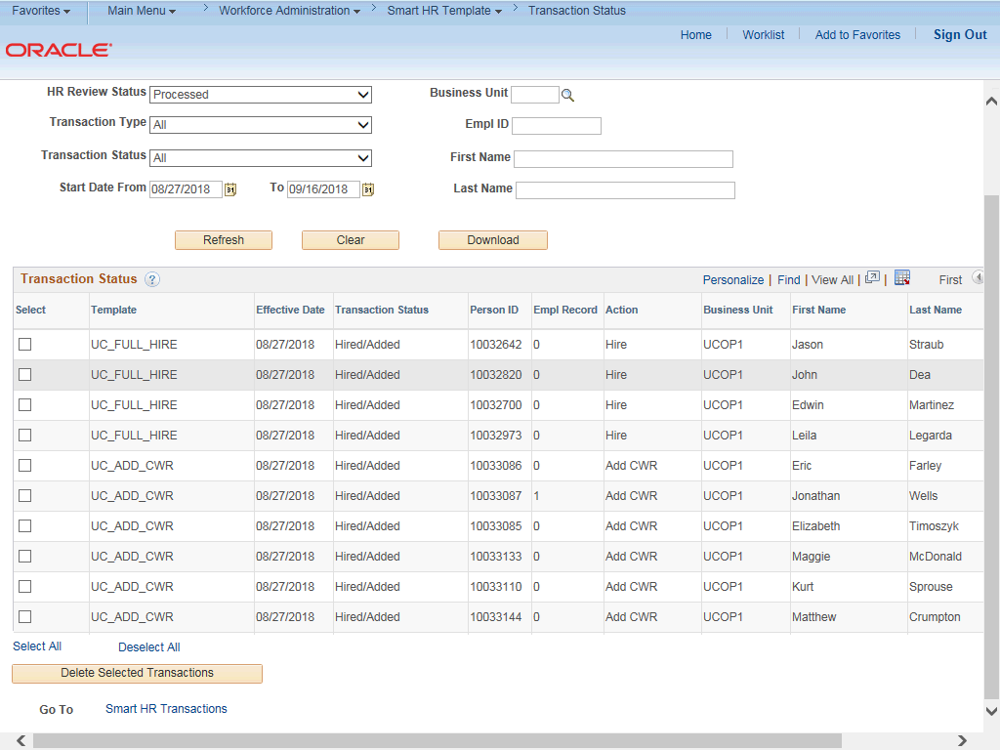 Favorites Main Menu Workforce Administration Smart HR Template Transaction Status
Home Worklist Add to Favorites Sign Out
ORACLE
HR Review Status Processed Business Unit
Transaction Type All Empl ID
Transaction Status All First Name
Start Date From 08/27/2018 31 To 09/16/2018 31 Last Name
Refresh Clear Download
Transaction Status ? Personalize | Find | View All | | First
Select Template Effective Date Transaction Status Person ID Empl Record Action Business Unit First Name Last Name
UC_FULL_HIRE 08/27/2018 Hired/Added 10032642 0 Hire UCOP1 Jason Straub
UC_FULL_HIRE 08/27/2018 Hired/Added 10032820 0 Hire UCOP1 John Dea
UC_FULL_HIRE 08/27/2018 Hired/Added 10032700 0 Hire UCOP1 Edwin Martinez
UC_FULL_HIRE 08/27/2018 Hired/Added 10032973 0 Hire UCOP1 Leila Legarda
UC_ADD_CWR 08/27/2018 Hired/Added 10033086 0 Add CWR UCOP1 Eric Farley
UC_ADD_CWR 08/27/2018 Hired/Added 10033087 1 Add CWR UCOP1 Jonathan Wells
UC_ADD_CWR 08/27/2018 Hired/Added 10033085 0 Add CWR UCOP1 Elizabeth Timoszyk
UC_ADD_CWR 08/27/2018 Hired/Added 10033133 0 Add CWR UCOP1 Maggie McDonald
UC_ADD_CWR 08/27/2018 Hired/Added 10033110 0 Add CWR UCOP1 Kurt Sprouse
UC_ADD_CWR 08/27/2018 Hired/Added 10033144 0 Add CWR UCOP1 Matthew Crumpton
Select All Deselect All
Delete Selected Transactions
Go To Smart HR Transactions